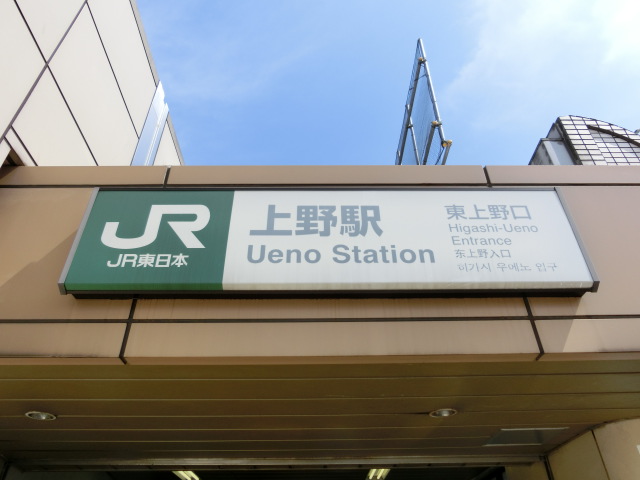 JR
JR東日本
上野駅
Ueno Station
東上野口
Higashi-Ueno
Entrance
东上野入口
히가시 우에노 입구